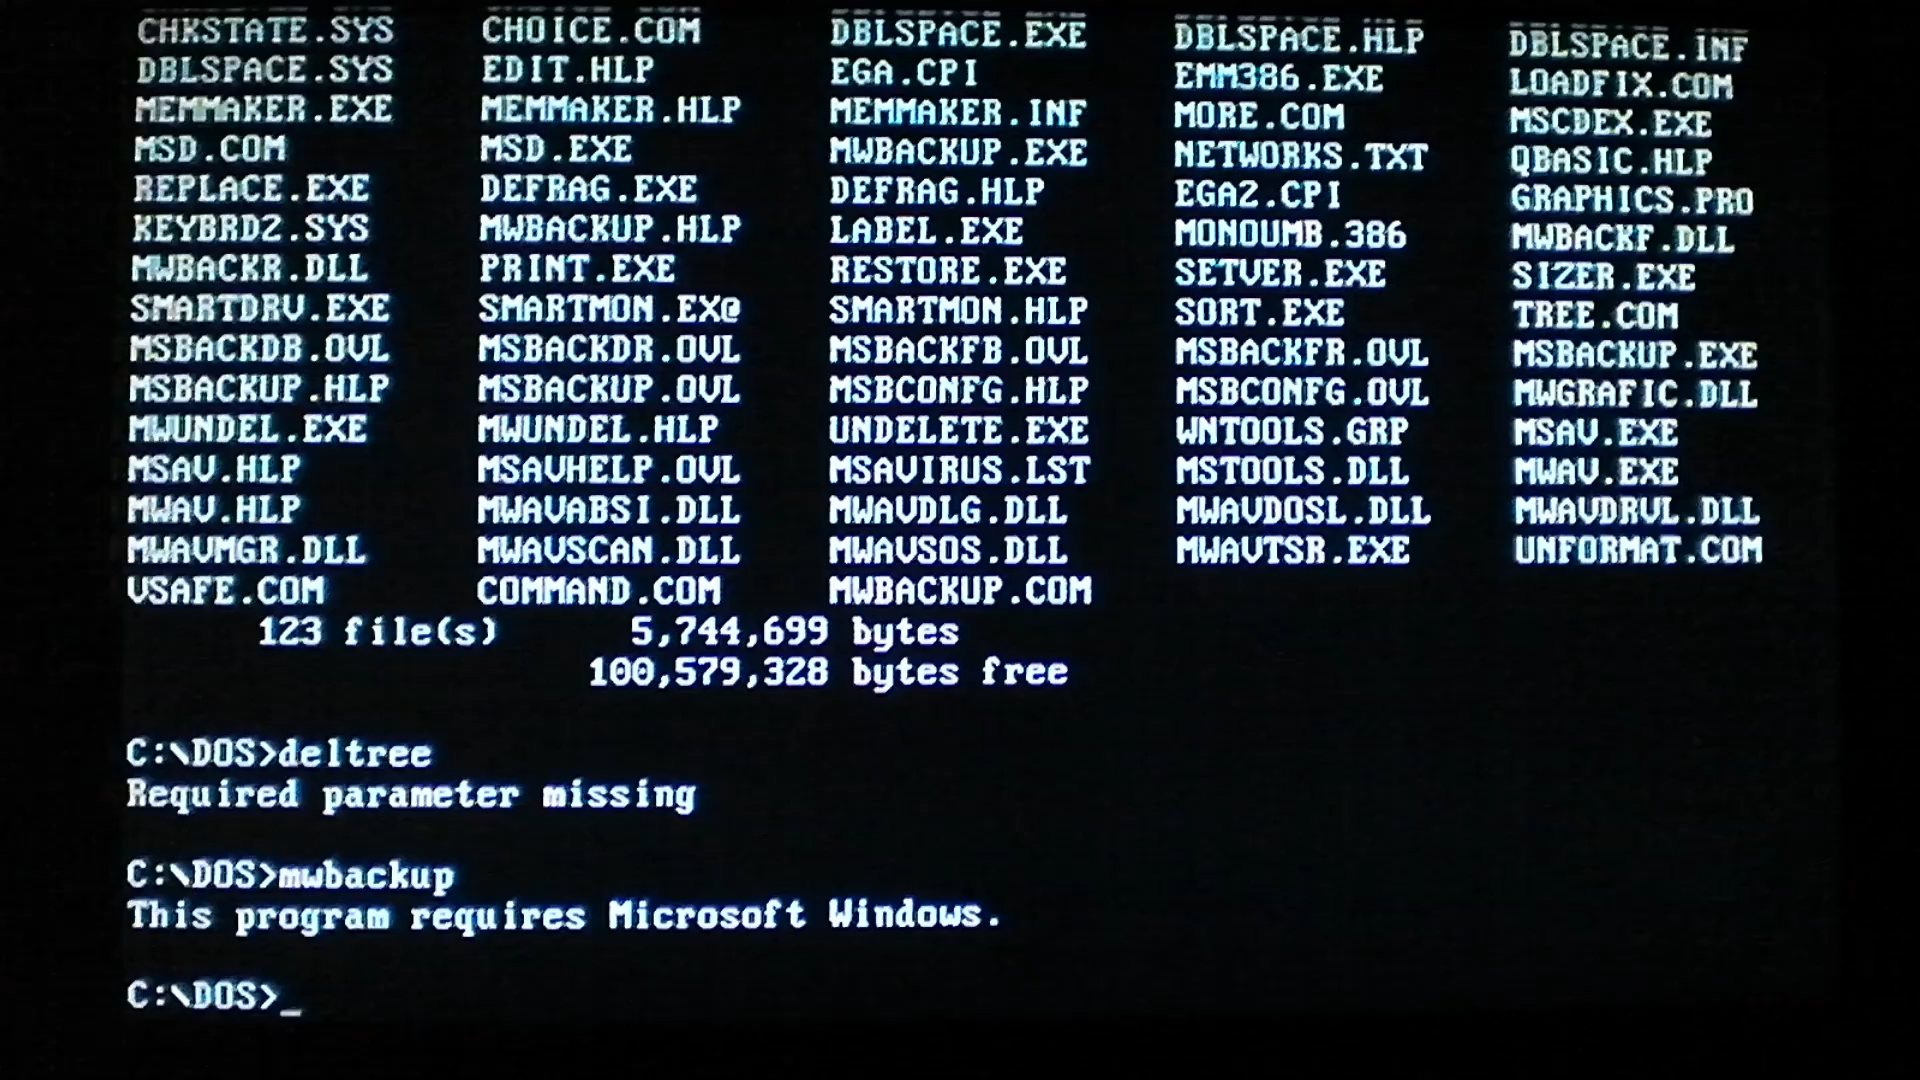 CHKSTATE.SYS CHOICE.COM DBLSPACE.EXE DBLSPACE.HLP DBLSPACE.INF
DBLSPACE.SYS EDIT.HLP EGA.CPI EMM386.EXE LOADFIX.COM
MEMMAKER.EXE MEMMAKER.HLP MEMMAKER.INF MORE.COM MSCDEX.EXE
MSD.COM MSD.EXE MWBACKUP.EXE NETWORKS.TXT QBASIC.HLP
REPLACE.EXE DEFRAG.EXE DEFRAG.HLP EGA2.CPI GRAPHICS.PRO
KEYBRD2.SYS MWBACKUP.HLP LABEL.EXE MONOUMB.386 MWBACKF.DLL
MWBACKR.DLL PRINT.EXE RESTORE.EXE SETVER.EXE SIZER.EXE
SMARTDRV.EXE SMARTMON.EX@ SMARTMON.HLP SORT.EXE TREE.COM
MSBACKDB.OVL MSBACKDR.OVL MSBACKFB.OVL MSBACKFR.OVL MSBACKUP.EXE
MSBACKUP.HLP MSBACKUP.OVL MSBCONFG.HLP MSBCONFG.OVL MWGRAFIC.DLL
MWUNDEL.EXE MWUNDEL.HLP UNDELETE.EXE WNTOOLS.GRP MSAV.EXE
MSAV.HLP MSAVHELP.OVL MSAVIRUS.LST MSTOOLS.DLL MWAV.EXE
MWAV.HLP MWAVABSI.DLL MWAVDLG.DLL MWAVDOSL.DLL MWAVDRVL.DLL
MWAVMGR.DLL MWAVSCAN.DLL MWAVSOS.DLL MWAVTSR.EXE UNFORMAT.COM
VSAFE.COM COMMAND.COM MWBACKUP.COM
123 file(s) 5,744,699 bytes
100,579,328 bytes free
C:\DOS>deltree
Required parameter missing
C:\DOS>mwbackup
This program requires Microsoft Windows.
C:\DOS>_